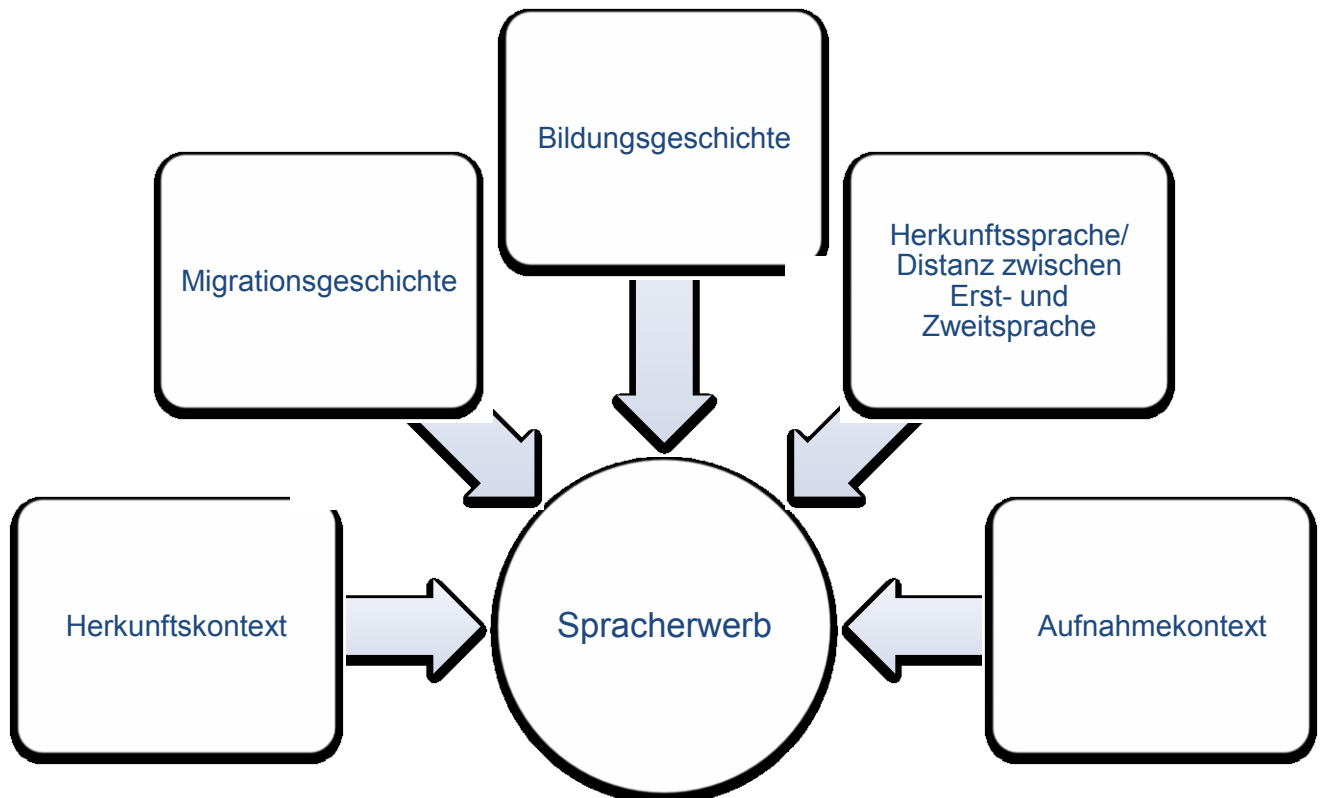 Bildungsgeschichte
Migrationsgeschichte
Herkunftssprache/
Distanz zwischen
Erst- und
Zweitsprache
Herkunftskontext
Spracherwerb
Aufnahmekontext